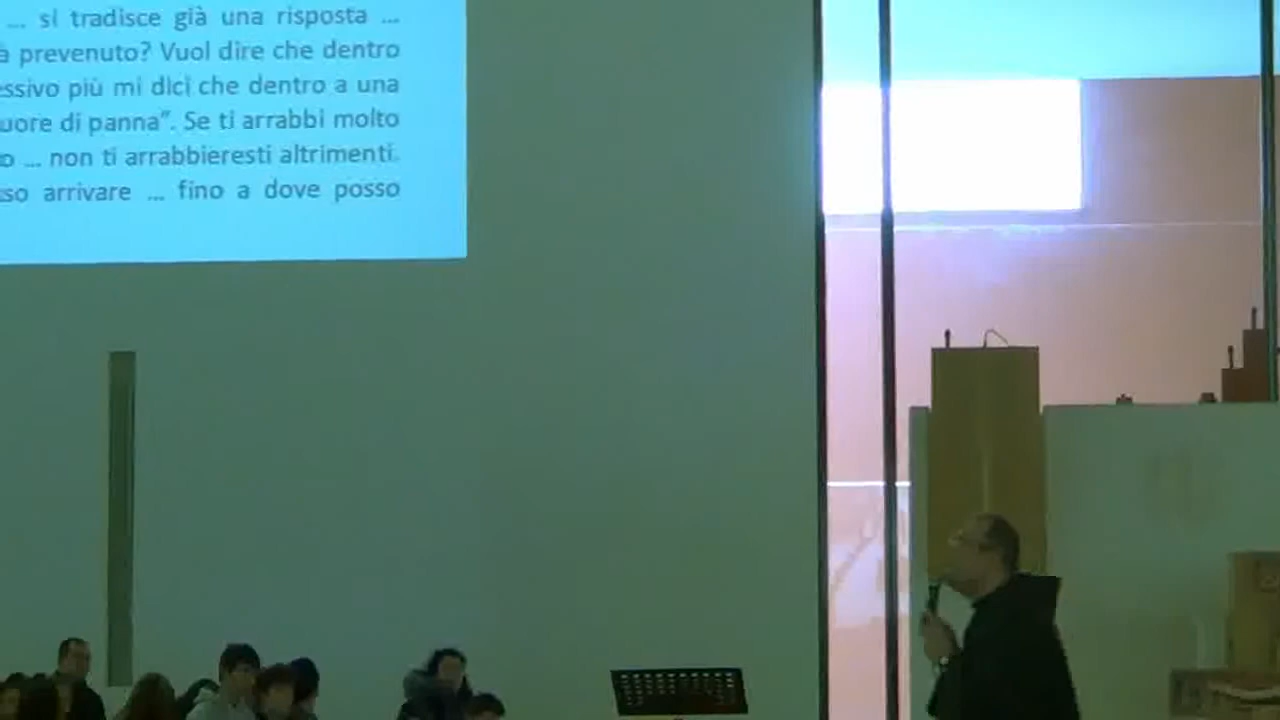 ... si tradisce già una risposta ...
prevenuto? Vuol dire che dentro
più mi dici che dentro a una
di panna". Se ti arrabbi molto
... non ti arrabbieresti altrimenti.
arrivare ... fino a dove posso